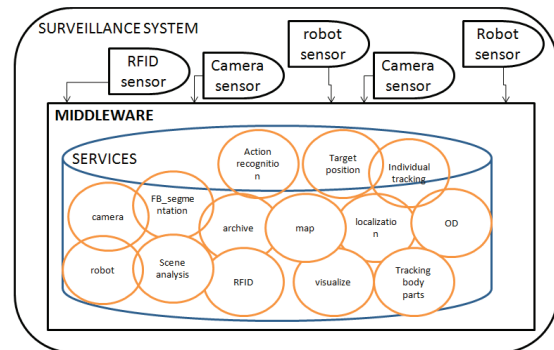 SURVEILLANCE SYSTEM
RFID
sensor
Camera
sensor
robot
sensor
Camera
sensor
Robot
sensor
MIDDLEWARE
SERVICES
Action
recognitio
n
Target
position
Individual
tracking
camera
FB_segme
ntation
archive
map
localizatio
n
OD
robot
Scene
analysis
RFID
visualize
Tracking
body
parts